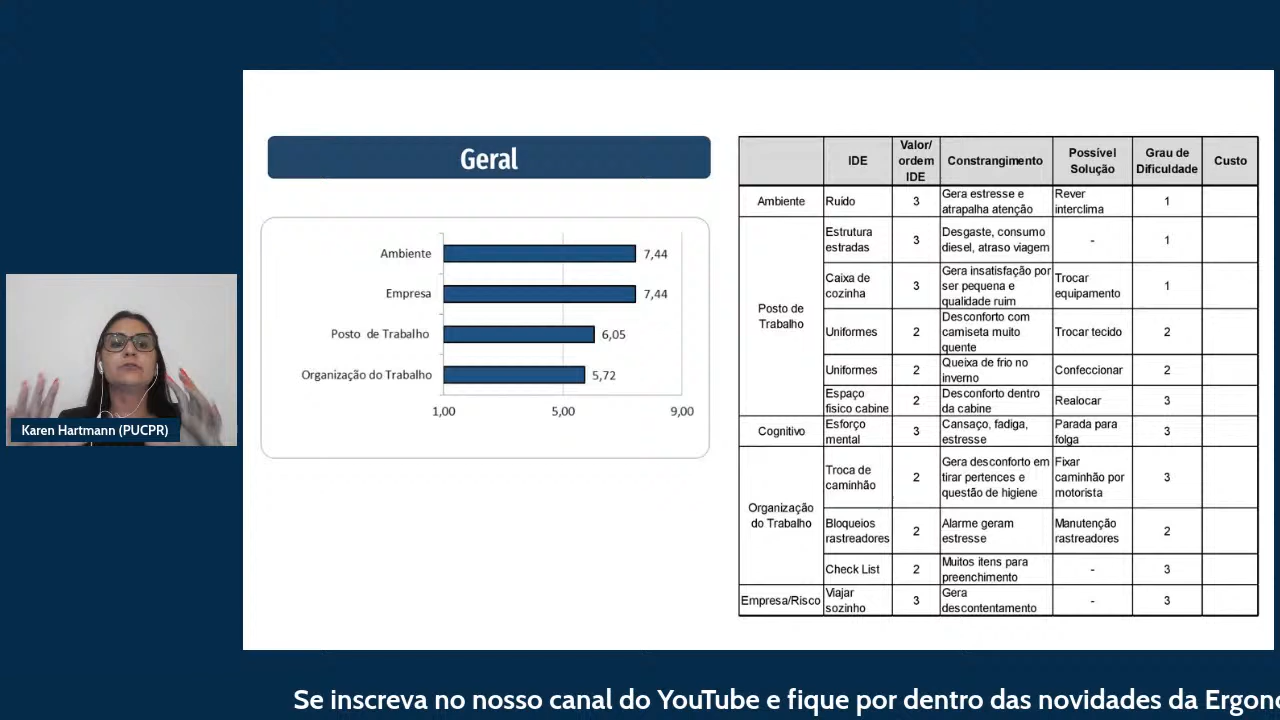 Geral
Ambiente
7,44
Empresa
7,44
Posto de Trabalho
6,05
Organização do Trabalho
5,72
1,00
5,00
9,00
IDE
Valor/
ordem
IDE
Constrangimento
Possível
Solução
Grau de
Dificuldade
Custo
Ambiente
Ruído
3
Gera estresse e
atrapalha atenção
Rever
interclima
1
Posto de
Trabalho
Estrutura
estradas
3
Desgaste, consumo
diesel, atraso viagem
-
1
Caixa de
cozinha
3
Gera insatisfação por
ser pequena e
qualidade ruim
Trocar
equipamento
1
Uniformes
2
Desconforto com
camiseta muito
quente
Trocar tecido
2
Uniformes
2
Queixa de frio no
inverno
Confeccionar
2
Espaço
fisico cabine
2
Desconforto dentro
da cabine
Realocar
3
Cognitivo
Esforço
mental
3
Cansaço, fadiga,
estresse
Parada para
folga
3
Organização
do Trabalho
Troca de
caminhão
2
Gera desconforto em
tirar pertences e
questão de higiene
Fixar
caminhão por
motorista
3
Bloqueios
rastreadores
2
Alarme geram
estresse
Manutenção
rastreadores
2
Check List
2
Muitos itens para
preenchimento
-
3
Empresa/Risco
Viajar
sozinho
3
Gera
descontentamento
-
3
Karen Hartmann (PUCPR)
Se inscreva no nosso canal do YouTube e fique por dentro das novidades da Ergon